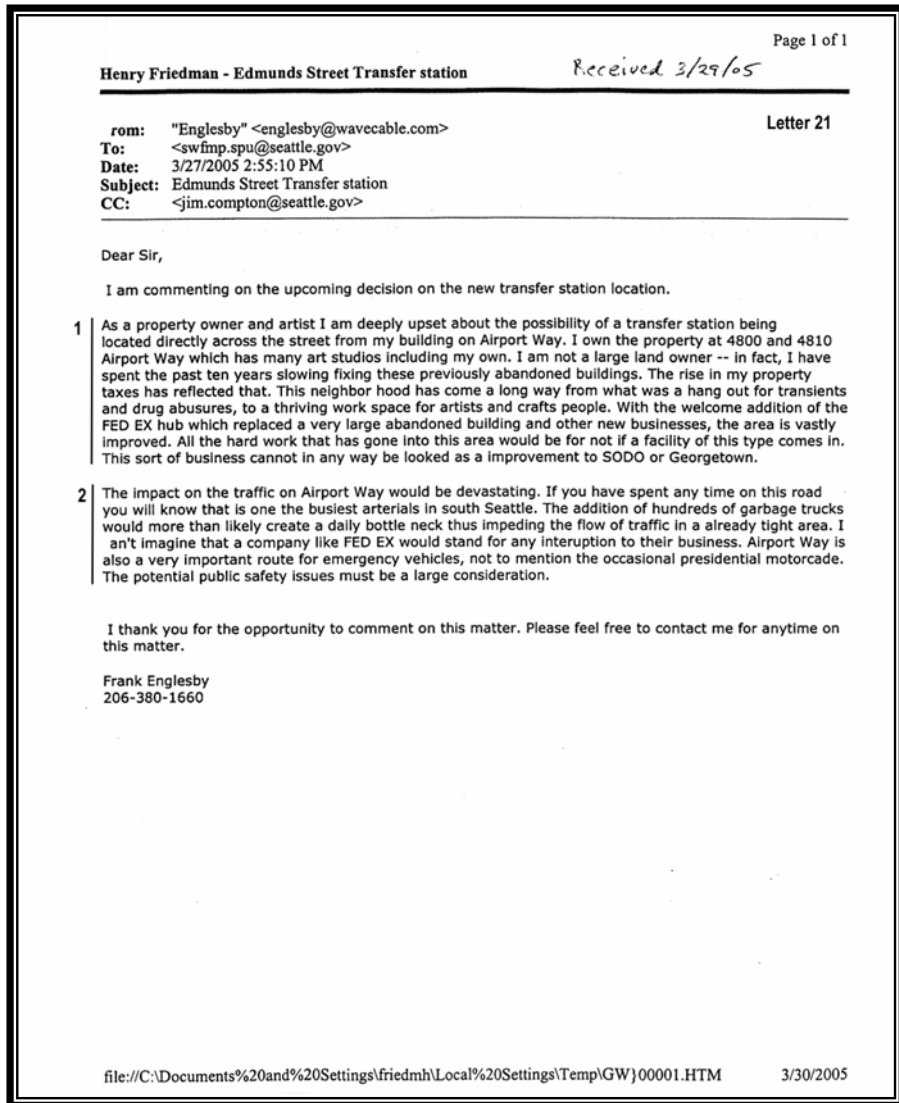 Page 1 of 1
Henry Friedman - Edmunds Street Transfer station
Received 3/29/05
Letter 21
rom: "Englesby" <englesby@wavecable.com>
To: <swfmp.spu@seattle.gov>
Date: 3/27/2005 2:55:10 PM
Subject: Edmunds Street Transfer station
CC: <jim.compton@seattle.gov>
Dear Sir,
I am commenting on the upcoming decision on the new transfer station location.
1 As a property owner and artist I am deeply upset about the possibility of a transfer station being
located directly across the street from my building on Airport Way. I own the property at 4800 and 4810
Airport Way which has many art studios including my own. I am not a large land owner -- in fact, I have
spent the past ten years slowing fixing these previously abandoned buildings. The rise in my property
taxes has reflected that. This neighbor hood has come a long way from what was a hang out for transients
and drug abusures, to a thriving work space for artists and crafts people. With the welcome addition of the
FED EX hub which replaced a very large abandoned building and other new businesses, the area is vastly
improved. All the hard work that has gone into this area would be for not if a facility of this type comes in.
This sort of business cannot in any way be looked as a improvement to SODO or Georgetown.
2 The impact on the traffic on Airport Way would be devastating. If you have spent any time on this road
you will know that is one the busiest arterials in south Seattle. The addition of hundreds of garbage trucks
would more than likely create a daily bottle neck thus impeding the flow of traffic in a already tight area. I
an't imagine that a company like FED EX would stand for any interuption to their business. Airport Way is
also a very important route for emergency vehicles, not to mention the occasional presidential motorcade.
The potential public safety issues must be a large consideration.
I thank you for the opportunity to comment on this matter. Please feel free to contact me for anytime on
this matter.
Frank Englesby
206-380-1660
file://C:\Documents%20and%20Settings\friedmh\Local%20Settings\Temp\GW}00001.HTM 3/30/2005